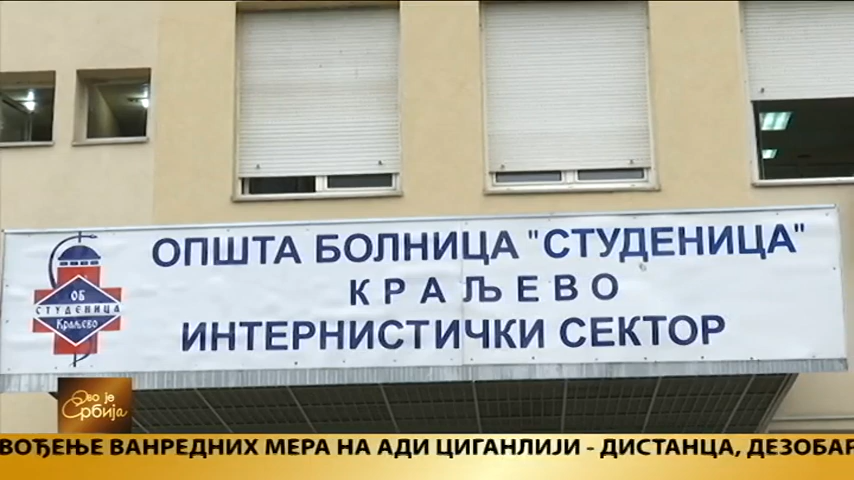 ОПШТА БОЛНИЦА "СТУДЕНИЦА"
КРАЉЕВО
ИНТЕРНИСТИЧКИ СЕКТОР
ОБ
СТУДЕНИЦА
Краљево
Ово је
Србија
ВОЂЕЊЕ ВАНРЕДНИХ МЕРА НА АДИ ЦИГАНЛИЈИ - ДИСТАНЦА, ДЕЗОБАР